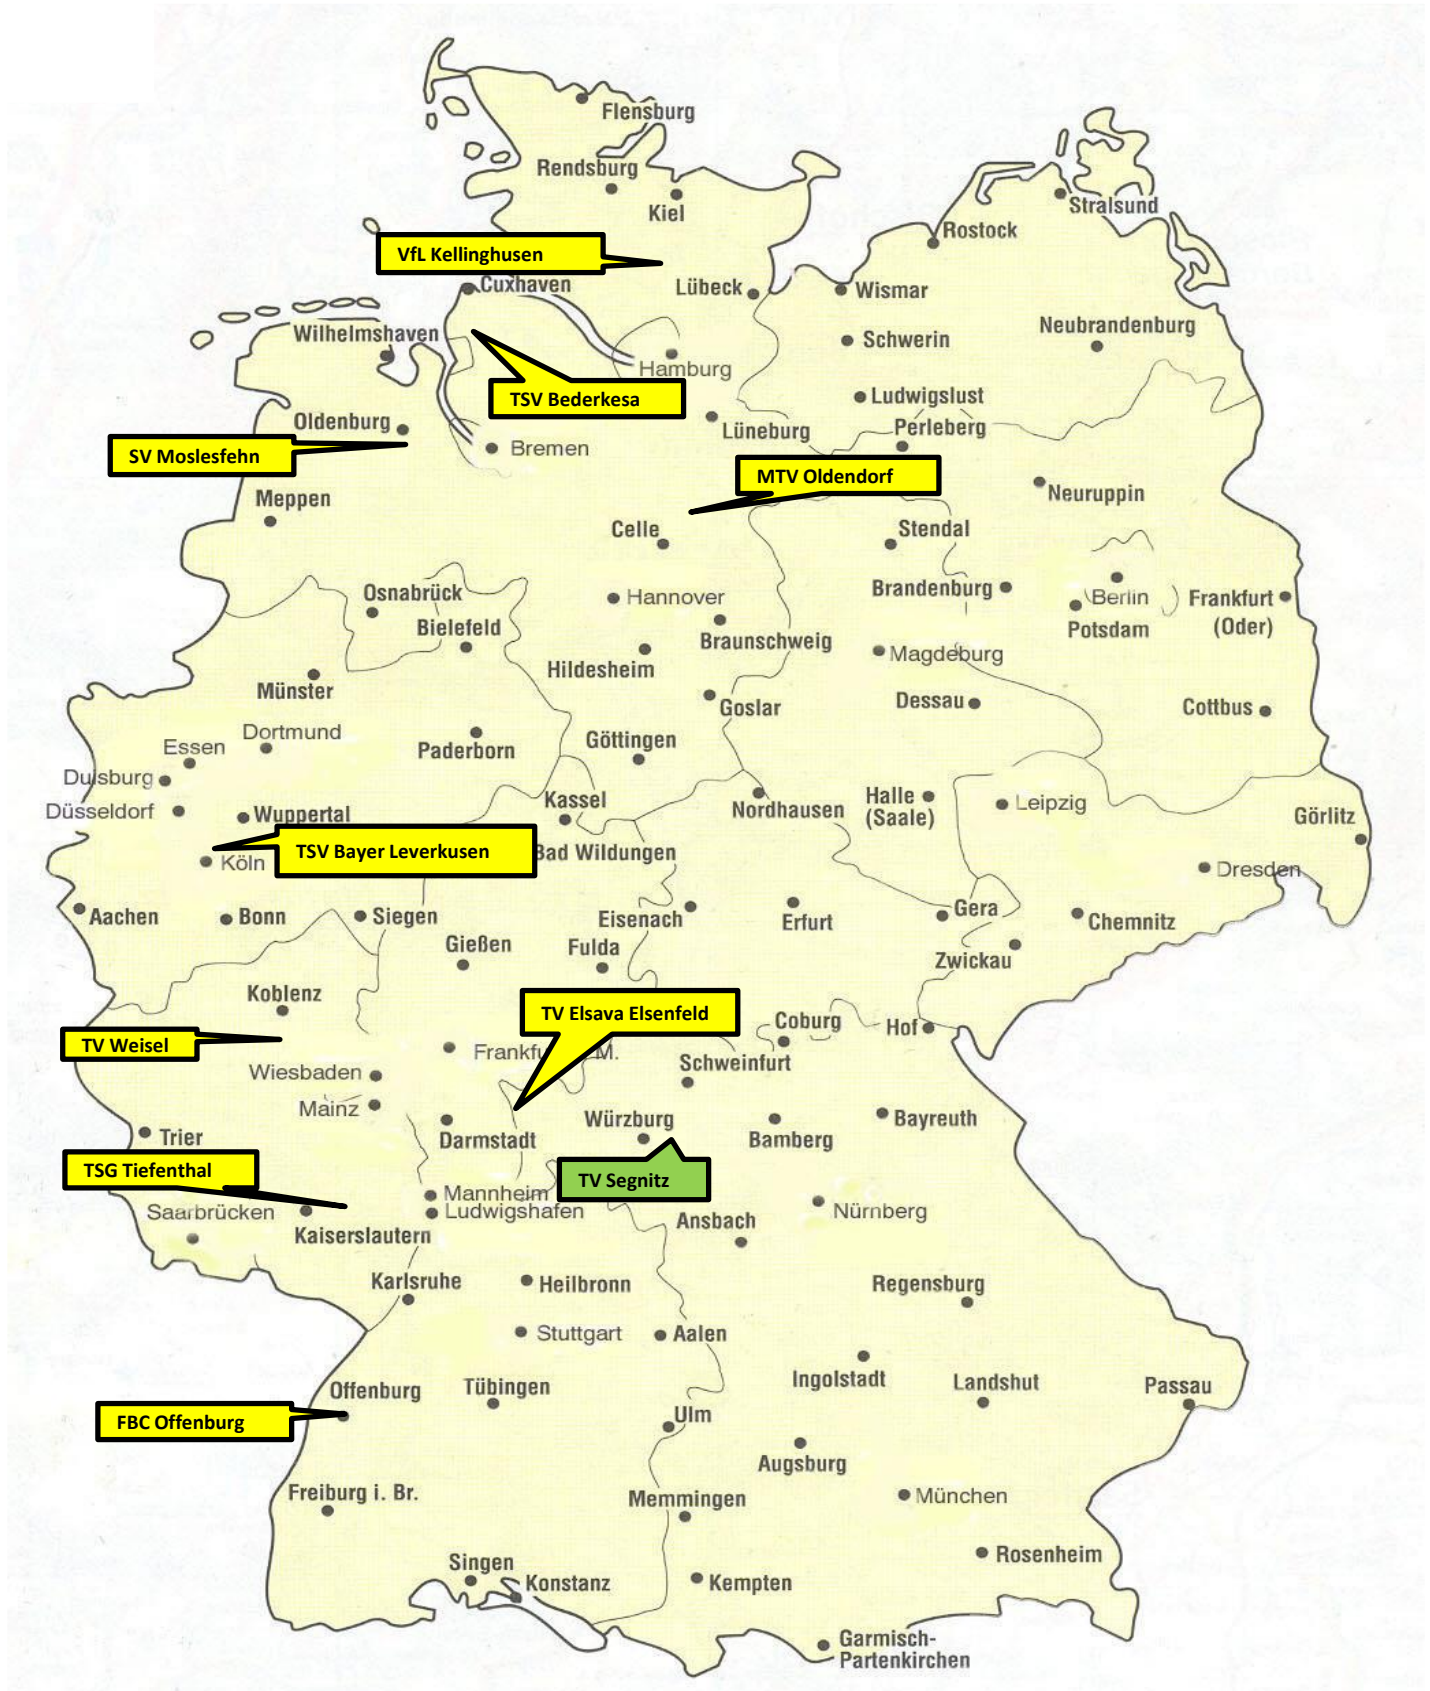 Flensburg
Rendsburg
Kiel
Stralsund
Rostock
VfL Kellinghusen
Cuxhaven
Lübeck
Wismar
Neubrandenburg
Wilhelmshaven
Schwerin
Hamburg
TSV Bederkesa
Ludwigslust
Oldenburg
Lüneburg
Perleberg
Bremen
SV Moslesfehn
MTV Oldendorf
Neuruppin
Meppen
Celle
Stendal
Osnabrück
Hannover
Brandenburg
Berlin
Frankfurt
(Oder)
Bielefeld
Braunschweig
Potsdam
Hildesheim
Magdeburg
Münster
Goslar
Dessau
Cottbus
Dortmund
Essen
Paderborn
Göttingen
Duisburg
Düsseldorf
Wuppertal
Kassel
Nordhausen
Halle
(Saale)
Leipzig
Görlitz
TSV Bayer Leverkusen
Bad Wildungen
Köln
Dresden
Aachen
Bonn
Siegen
Eisenach
Erfurt
Gera
Chemnitz
Gießen
Fulda
Zwickau
Koblenz
TV Elsava Elsenfeld
Coburg
Hof
TV Weisel
Frankfu
M.
Schweinfurt
Wiesbaden
Mainz
Würzburg
Bayreuth
Trier
Darmstadt
Bamberg
TSG Tiefenthal
TV Segnitz
Mannheim
Ludwigshafen
Saarbrücken
Nürnberg
Kaiserslautern
Ansbach
Karlsruhe
Heilbronn
Regensburg
Stuttgart
Aalen
Offenburg
Tübingen
Ingolstadt
Landshut
Passau
FBC Offenburg
Ulm
Augsburg
Freiburg i. Br.
Memmingen
München
Singen
Rosenheim
Konstanz
Kempten
Garmisch-
Partenkirchen